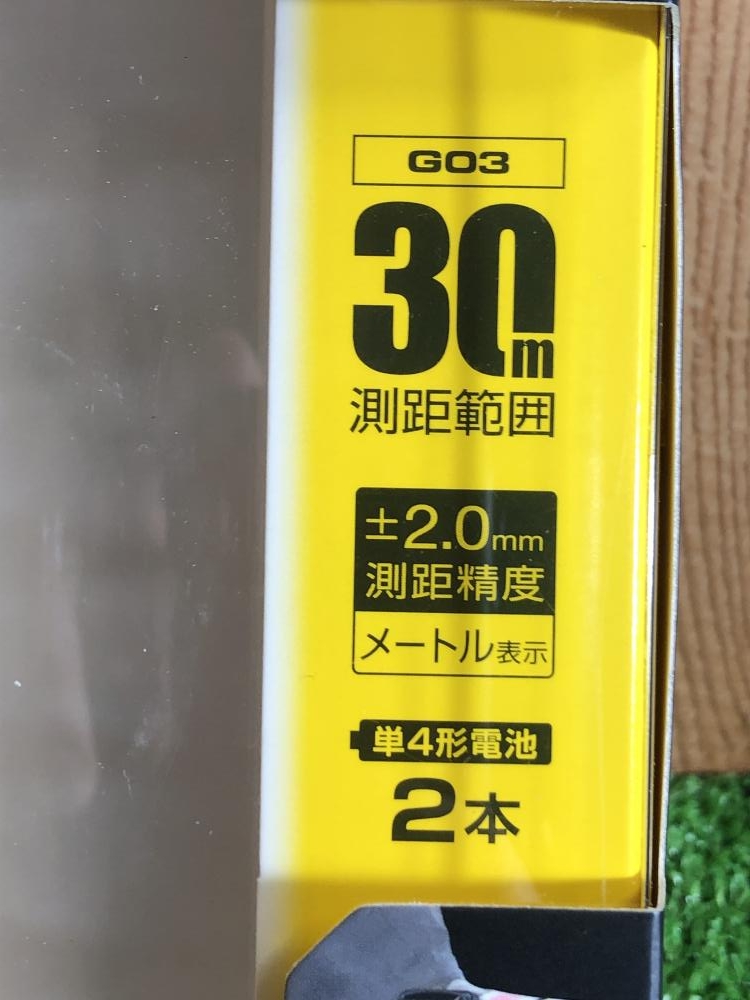 G03
30m
測距範囲
±2.0mm
測距精度
メートル表示
単4形電池
2本